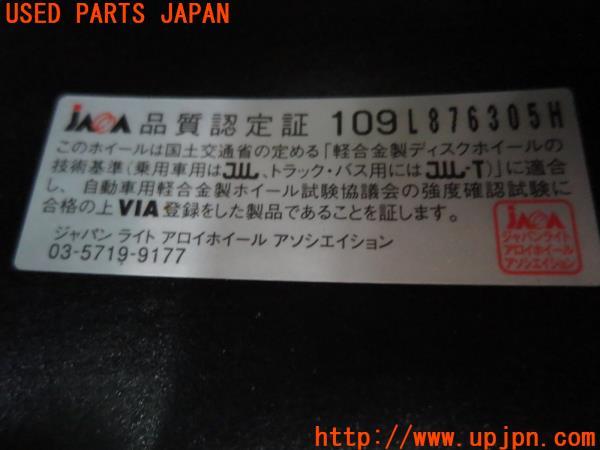 USED PARTS JAPAN
JAWA 品質認定証 109L876305H
このホイールは国土交通省の定める「軽合金製ディスクホイールの
技術基準(乗用車用はJWL、トラック・バス用にはJWL-T)」に適合
し、自動車用軽合金製ホイール試験協議会の強度確認試験に
合格の上VIA登録をした製品であることを証します。
ジャパン ライト アロイホイール アソシエイション
03-5719-9177
JAWA
ジャパンライト
アロイホイール
アソシエイション
http://www.upjpn.com/